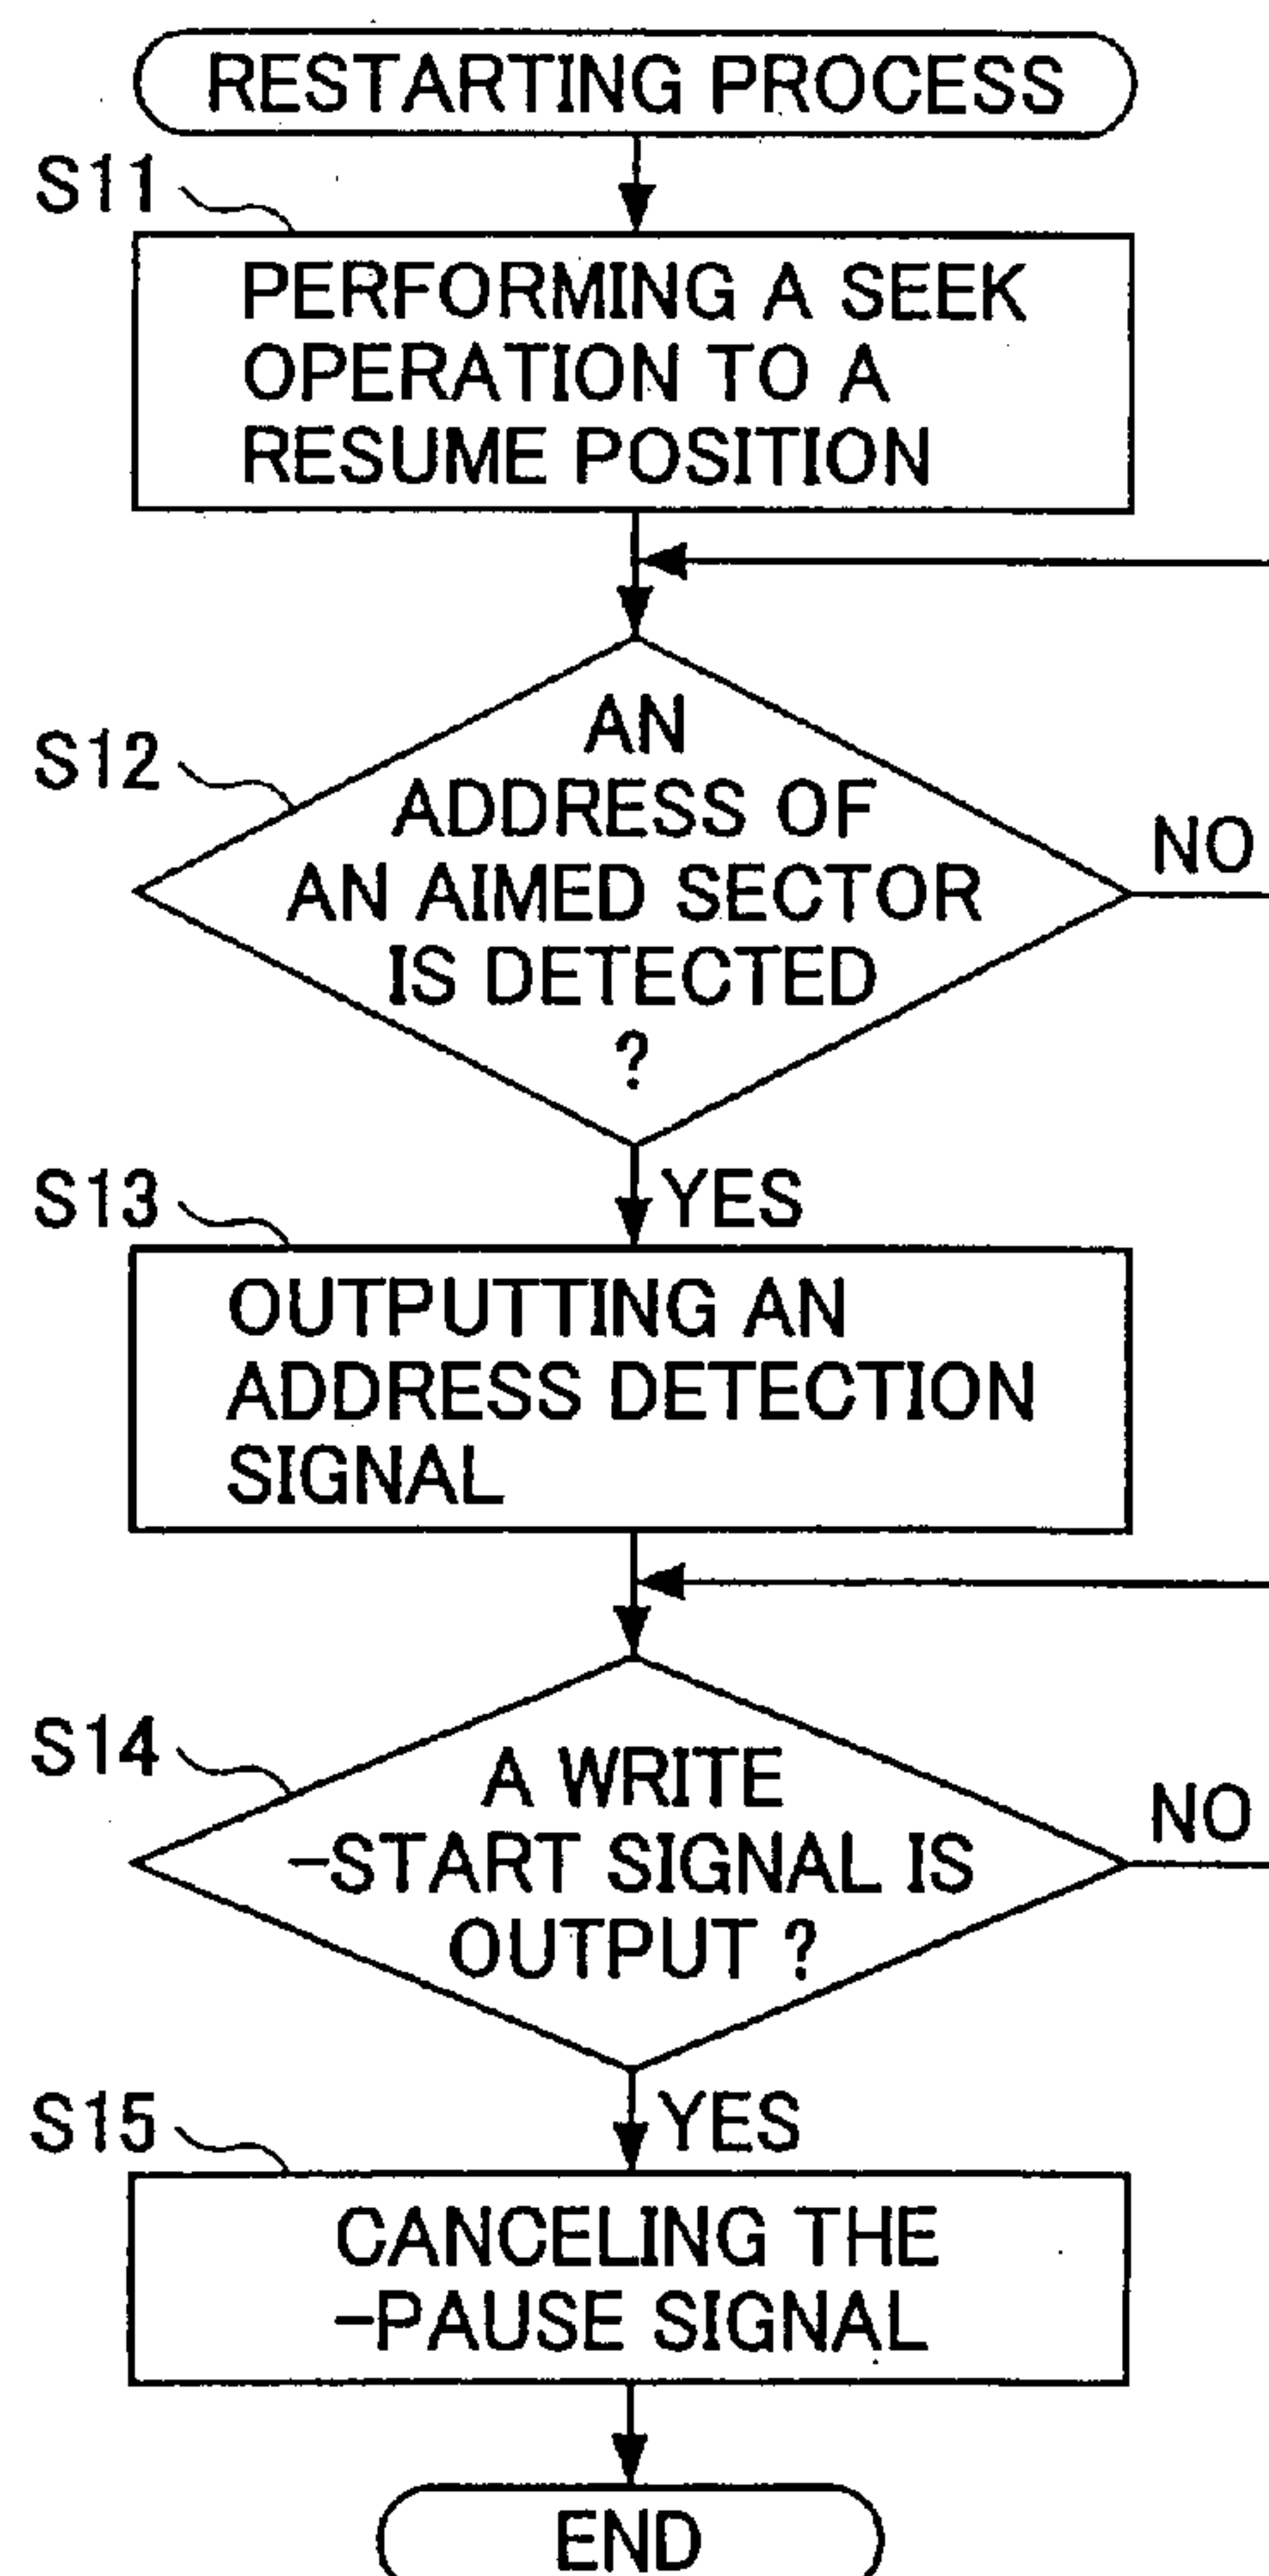 RESTARTING PROCESS
S11
PERFORMING A SEEK
OPERATION TO A
RESUME POSITION
S12
AN
ADDRESS OF
AN AIMED SECTOR
IS DETECTED
?
NO
YES
S13
OUTPUTTING AN
ADDRESS DETECTION
SIGNAL
S14
A WRITE
-START SIGNAL IS
OUTPUT ?
NO
YES
S15
CANCELING THE
-PAUSE SIGNAL
END